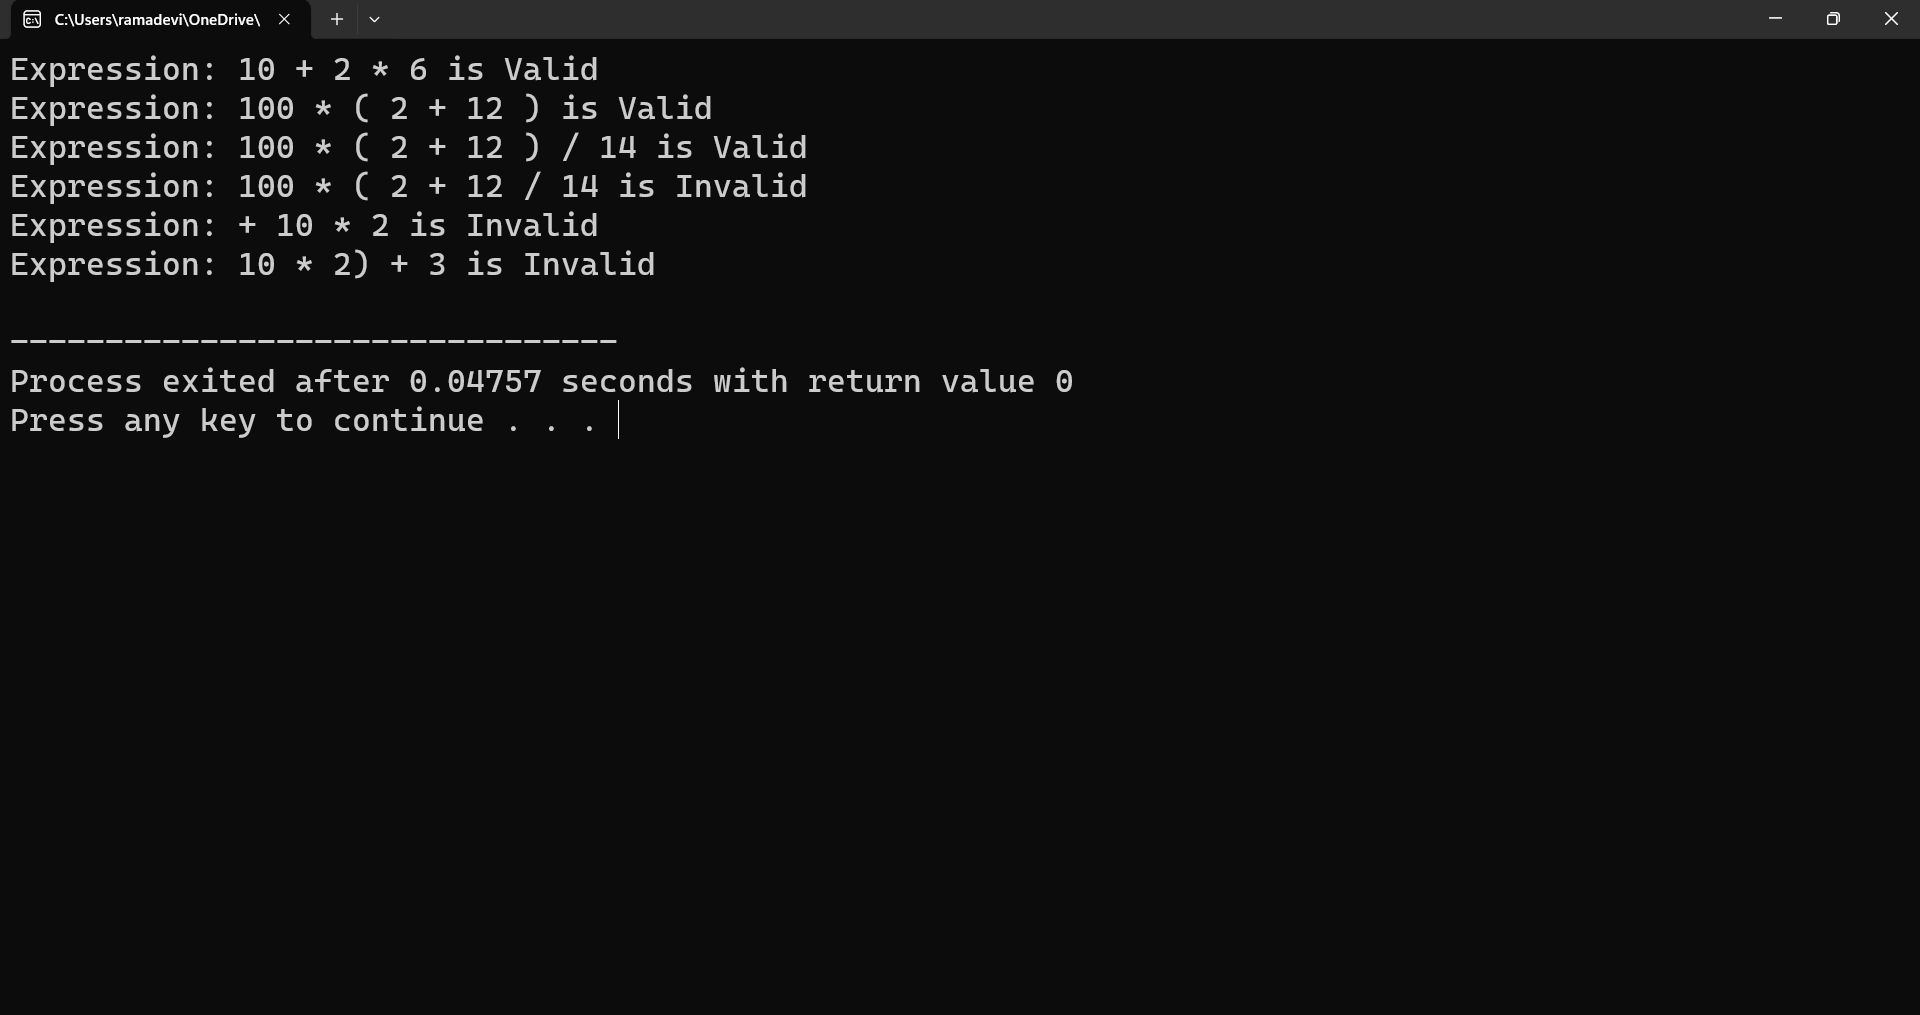 C:\Users\ramadevi\OneDrive\
Expression: 10 + 2 * 6 is Valid
Expression: 100 * ( 2 + 12 ) is Valid
Expression: 100 * ( 2 + 12 ) / 14 is Valid
Expression: 100 * ( 2 + 12 / 14 is Invalid
Expression: + 10 * 2 is Invalid
Expression: 10 * 2) + 3 is Invalid
--------------------------------
Process exited after 0.04757 seconds with return value 0
Press any key to continue . . .